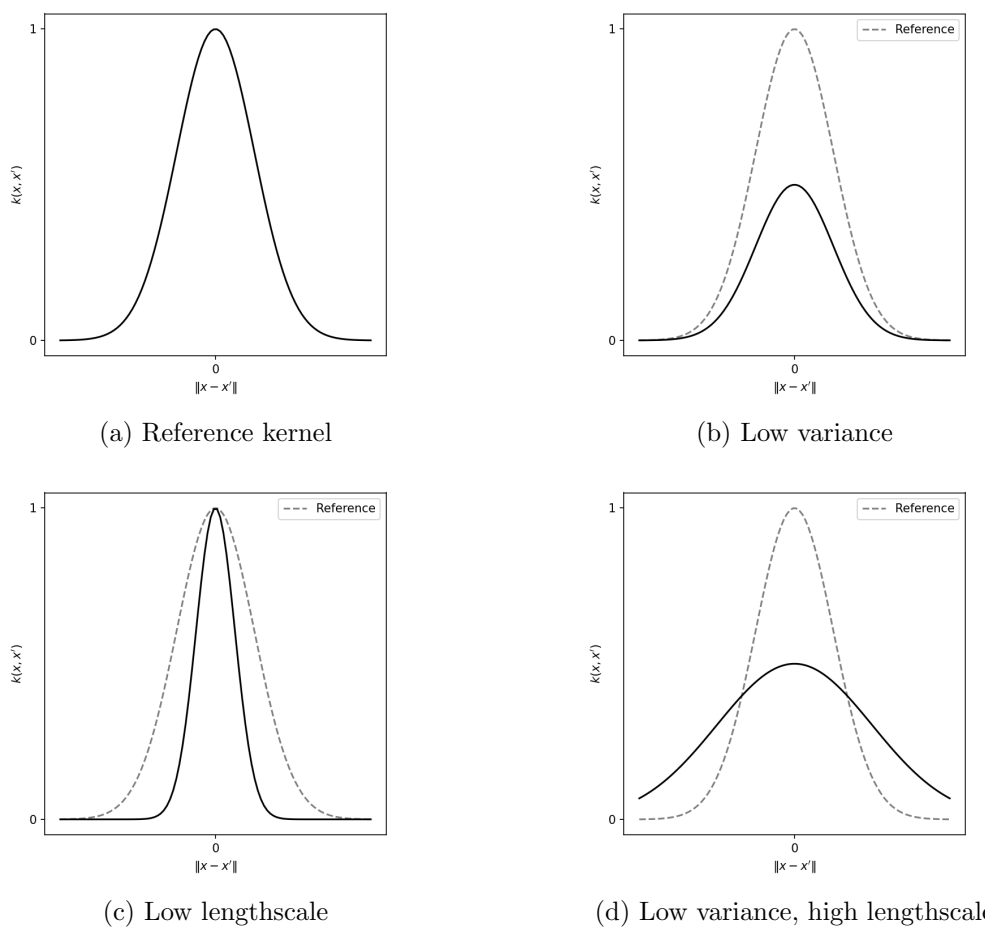 1
k(x, x′)
0
0
‖x − x′‖
(a) Reference kernel
Reference
1
k(x, x′)
0
0
‖x − x′‖
(b) Low variance
Reference
1
k(x, x′)
0
0
‖x − x′‖
(c) Low lengthscale
Reference
1
k(x, x′)
0
0
‖x − x′‖
(d) Low variance, high lengthscale